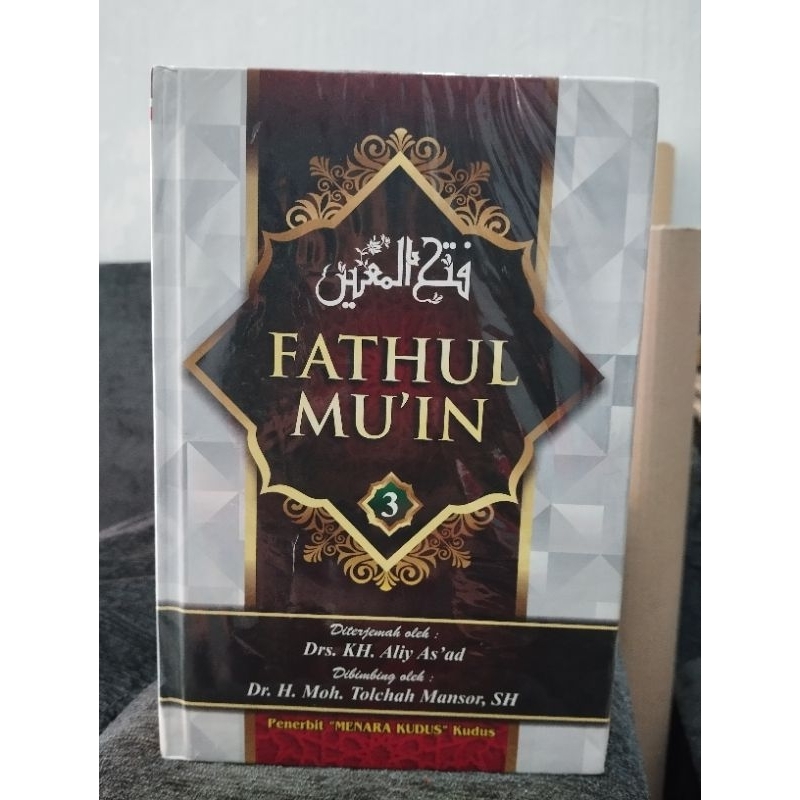 فتح المعين
FATHUL
MU'IN
3
Diterjemah oleh :
Drs. KH. Aliy As'ad
Dibimbing oleh :
Dr. H. Moh. Tolchah Mansor, SH
Penerbit "MENARA KUDUS" Kudus